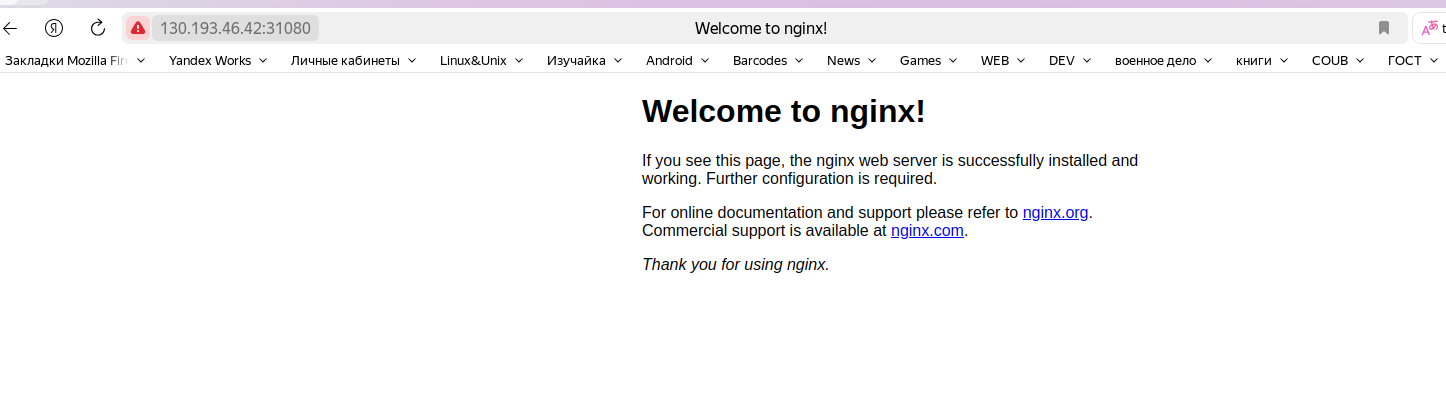 130.193.46.42:31080 Welcome to nginx!
Закладки Mozilla Yandex Works Личные кабинеты Linux&Unix Изучайка Android Barcodes News Games WEB DEV военное дело книги COUB ГОСТ
Welcome to nginx!
If you see this page, the nginx web server is successfully installed and
working. Further configuration is required.
For online documentation and support please refer to nginx.org.
Commercial support is available at nginx.com.
Thank you for using nginx.